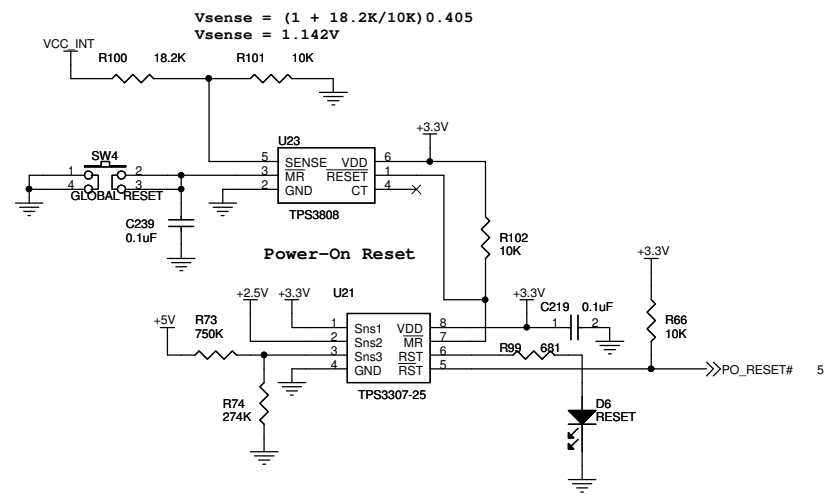 Vsense = (1 + 18.2K/10K)0.405
Vsense = 1.142V
VCC_INT
R100 18.2K R101 10K
+3.3V
U23
SW4
1 2
4 3
GLOBAL RESET
5 SENSE VDD 6
3 MR RESET 1
2 GND CT 4
TPS3808
C239
0.1uF
R102
10K
Power-On Reset
+3.3V
+2.5V +3.3V U21
+3.3V
C219 0.1uF
1 2
+5V
R73
750K
R66
10K
1 Sns1 VDD 8
2 Sns2 MR 7
3 Sns3 RST 6
4 GND RST 5
R99 681
PO_RESET# 5
TPS3307-25
R74
274K
D6
RESET